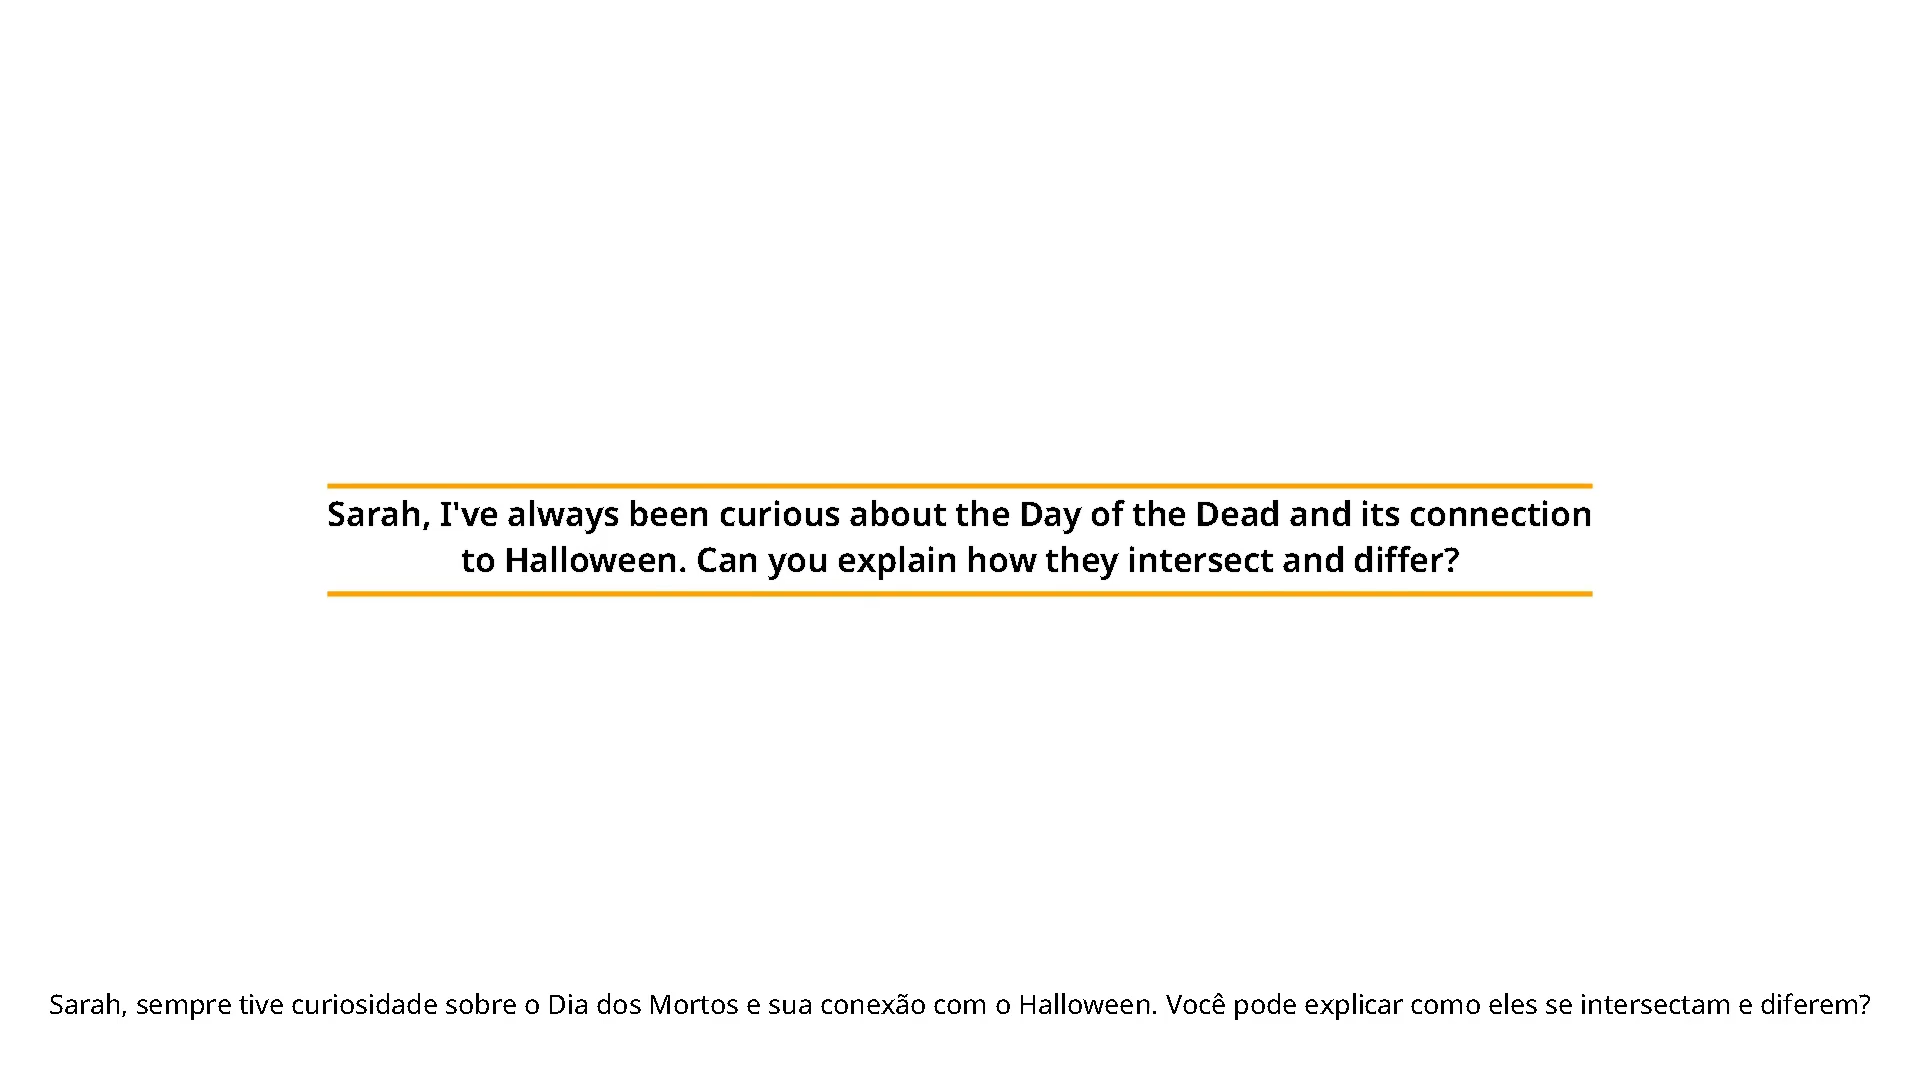 Sarah, I've always been curious about the Day of the Dead and its connection
to Halloween. Can you explain how they intersect and differ?
Sarah, sempre tive curiosidade sobre o Dia dos Mortos e sua conexão com o Halloween. Você pode explicar como eles se intersectam e diferem?